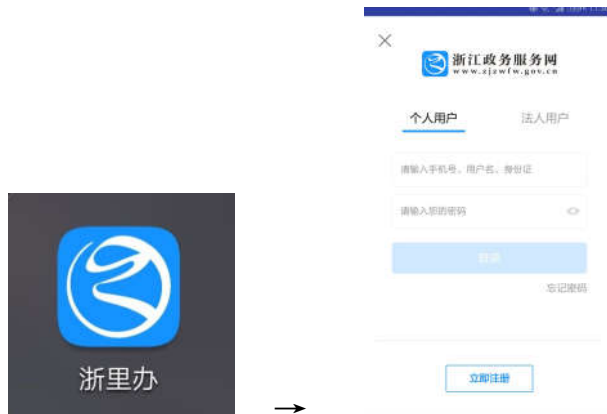 浙里办
→
浙江政务服务网
www.zjzwfw.gov.cn
个人用户 法人用户
请输入手机号、用户名、身份证
请输入您的密码
登录
忘记密码
立即注册